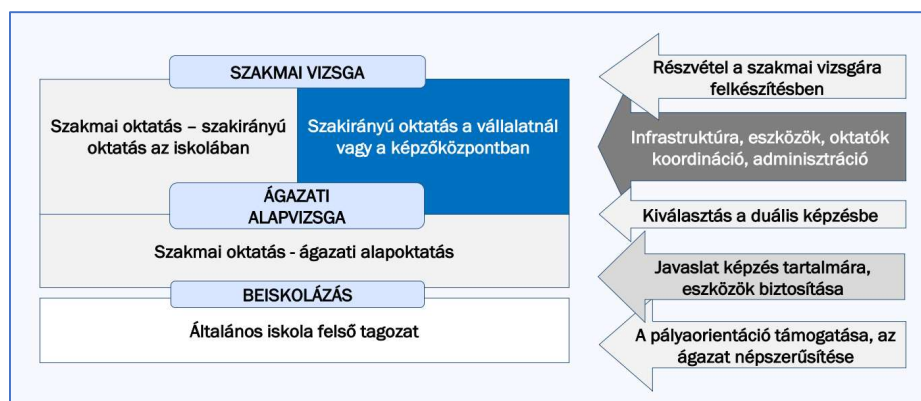 SZAKMAI VIZSGA
Szakmai oktatás – szakirányú
oktatás az iskolában
Szakirányú oktatás a vállalatnál
vagy a képzőközpontban
ÁGAZATI
ALAPVIZSGA
Szakmai oktatás - ágazati alapoktatás
BEISKOLÁZÁS
Általános iskola felső tagozat
Részvétel a szakmai vizsgára
felkészítésben
Infrastruktúra, eszközök, oktatók
koordináció, adminisztráció
Kiválasztás a duális képzésbe
Javaslat képzés tartalmára,
eszközök biztosítása
A pályaorientáció támogatása, az
ágazat népszerűsítése